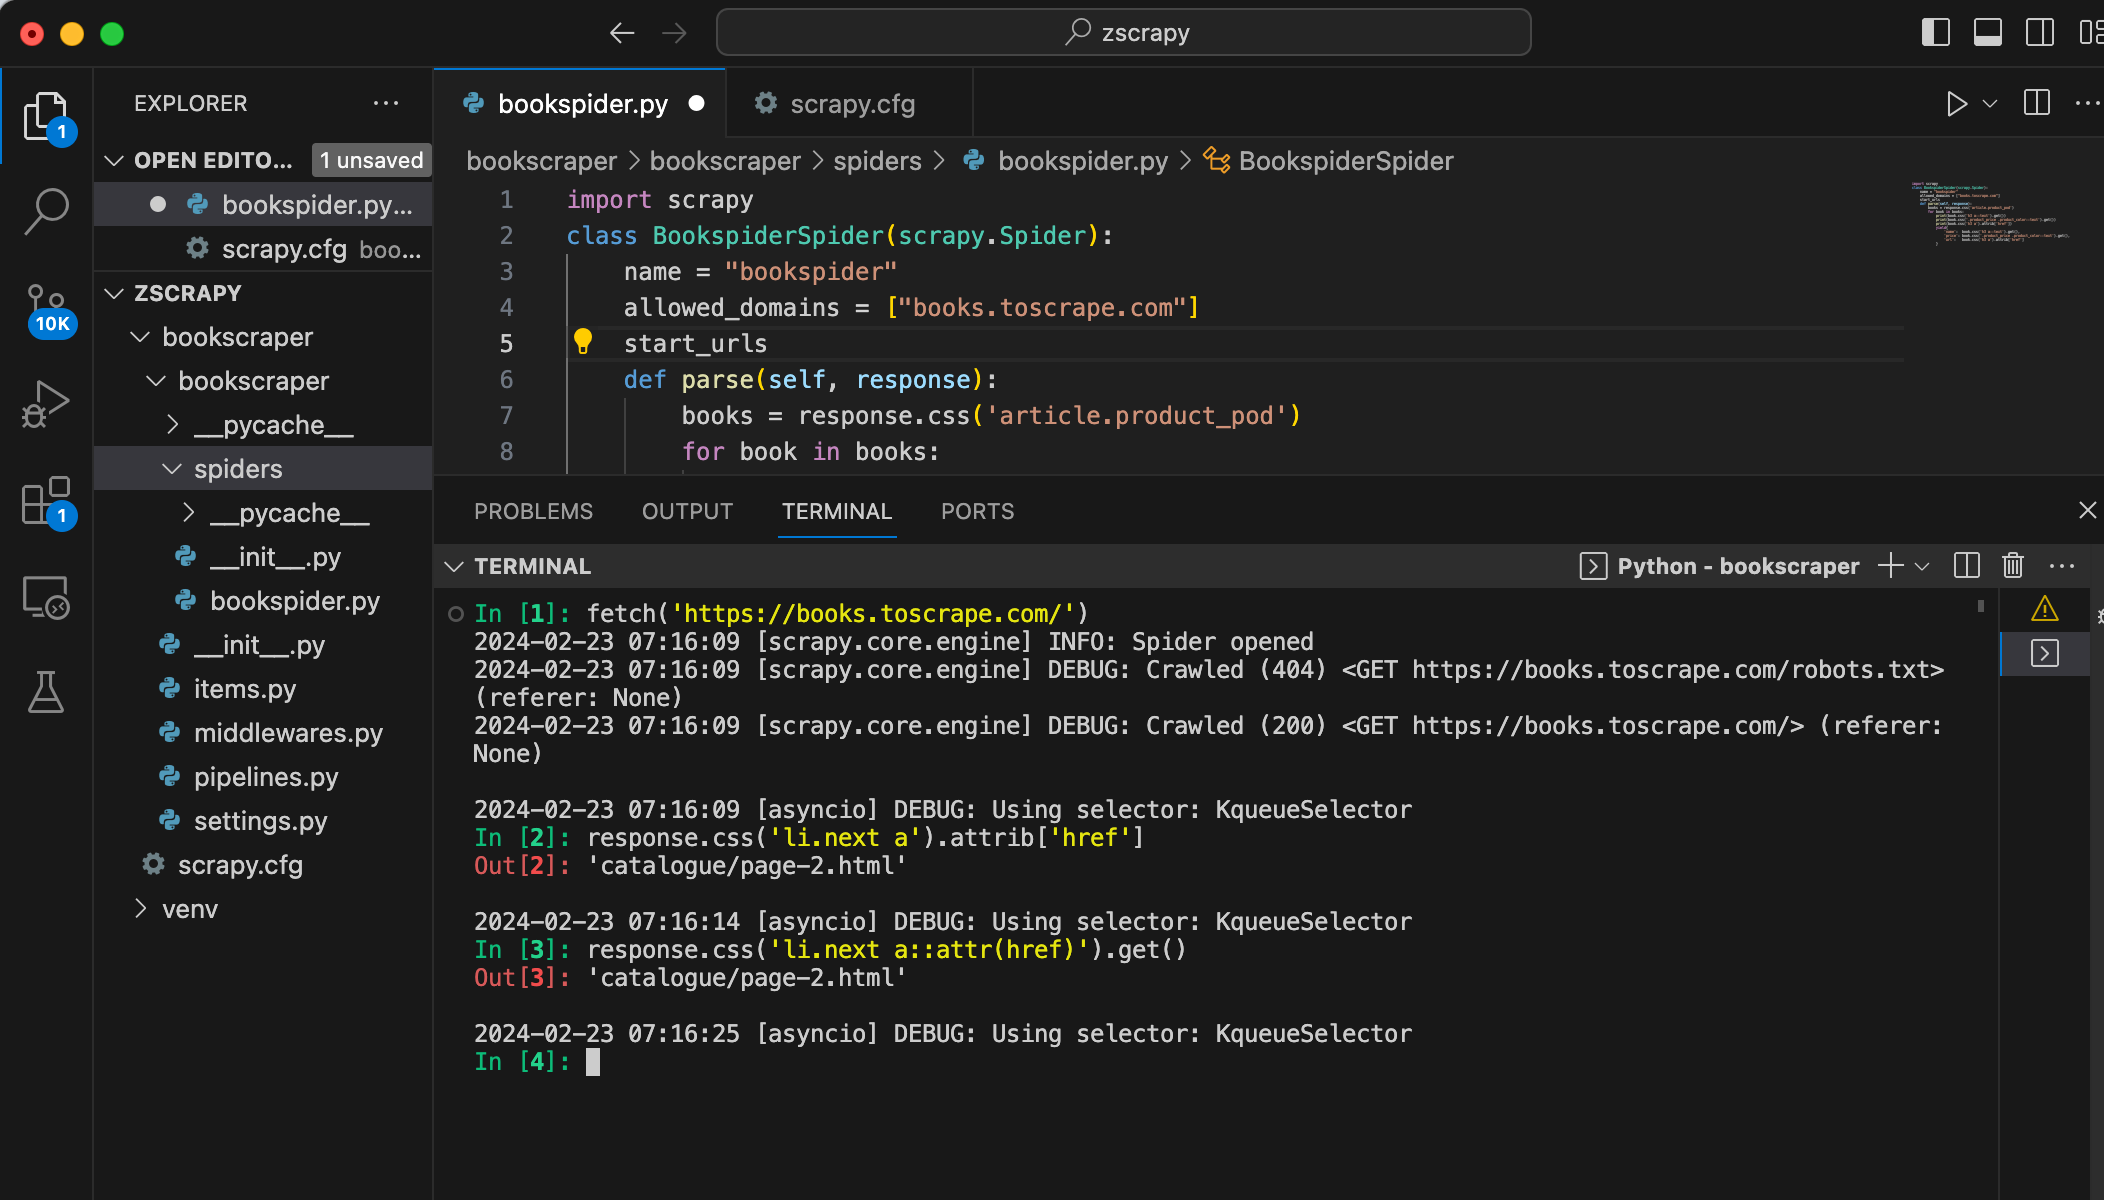 zscrapy
EXPLORER
1
OPEN EDITO... 1 unsaved
bookspider.py...
scrapy.cfg boo...
ZSCRAPY
bookscraper
bookscraper
__pycache__
spiders
__pycache__
__init__.py
bookspider.py
__init__.py
items.py
middlewares.py
pipelines.py
settings.py
scrapy.cfg
venv
10K
1
bookspider.py
scrapy.cfg
bookscraper > bookscraper > spiders > bookspider.py > BookspiderSpider
1 import scrapy
2 class BookspiderSpider(scrapy.Spider):
3 name = "bookspider"
4 allowed_domains = ["books.toscrape.com"]
5 start_urls
6 def parse(self, response):
7 books = response.css('article.product_pod')
8 for book in books:
PROBLEMS OUTPUT TERMINAL PORTS
TERMINAL
Python - bookscraper
In [1]: fetch('https://books.toscrape.com/')
2024-02-23 07:16:09 [scrapy.core.engine] INFO: Spider opened
2024-02-23 07:16:09 [scrapy.core.engine] DEBUG: Crawled (404) <GET https://books.toscrape.com/robots.txt>
(referer: None)
2024-02-23 07:16:09 [scrapy.core.engine] DEBUG: Crawled (200) <GET https://books.toscrape.com/> (referer:
None)
2024-02-23 07:16:09 [asyncio] DEBUG: Using selector: KqueueSelector
In [2]: response.css('li.next a').attrib['href']
Out[2]: 'catalogue/page-2.html'
2024-02-23 07:16:14 [asyncio] DEBUG: Using selector: KqueueSelector
In [3]: response.css('li.next a::attr(href)').get()
Out[3]: 'catalogue/page-2.html'
2024-02-23 07:16:25 [asyncio] DEBUG: Using selector: KqueueSelector
In [4]: